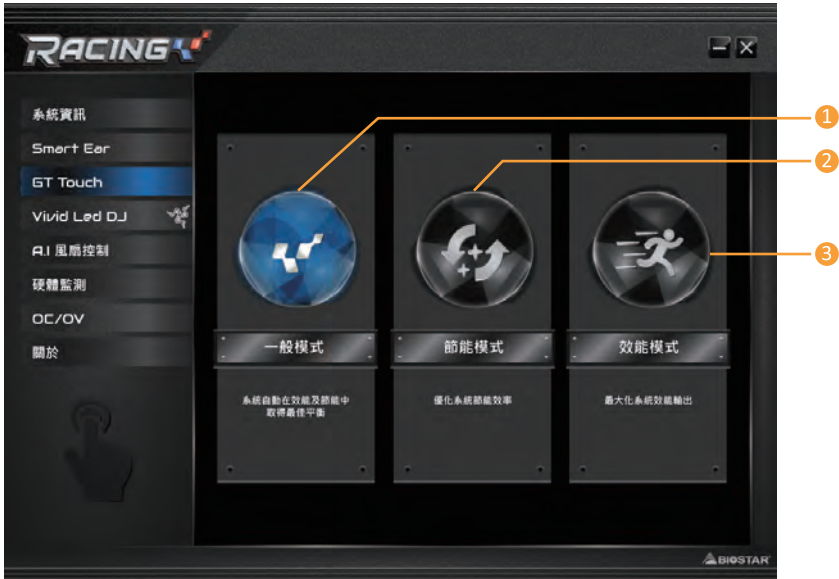 RACING
系統資訊
Smart Ear
GT Touch
Vivid Led DJ
A.I 風扇控制
硬體監測
OC/OV
關於
1
2
3
一般模式
節能模式
效能模式
系統自動在效能及節能中
取得最佳平衡
優化系統節能效率
最大化系統效能輸出
BIOSTAR